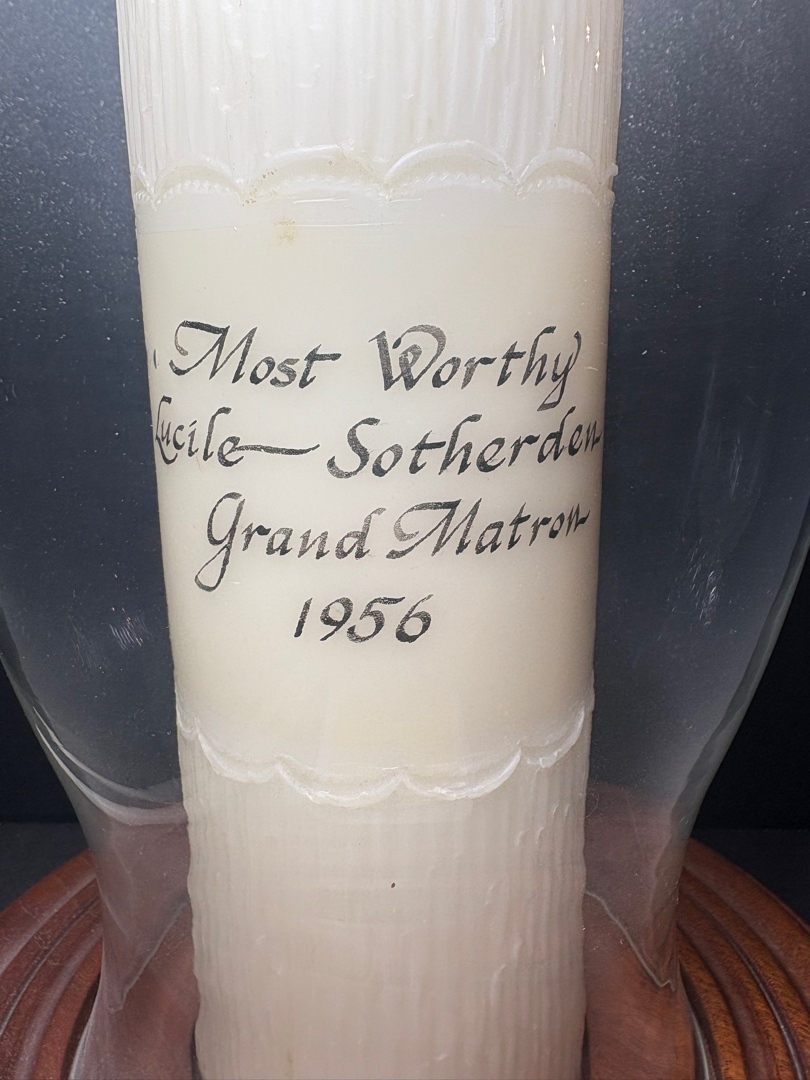 Most Worthy
Lucile Sotherden
Grand Matron
1956